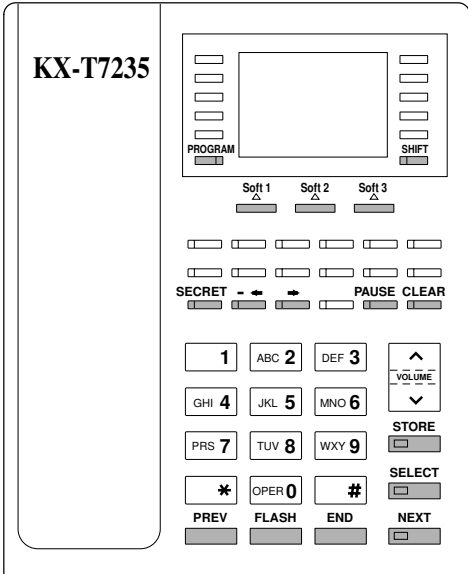 KX-T7235
PROGRAM SHIFT
Soft 1 Soft 2 Soft 3
SECRET - ← → PAUSE CLEAR
1 ABC 2 DEF 3
VOLUME
GHI 4 JKL 5 MNO 6
STORE
PRS 7 TUV 8 WXY 9
SELECT
* OPER 0 #
PREV FLASH END NEXT